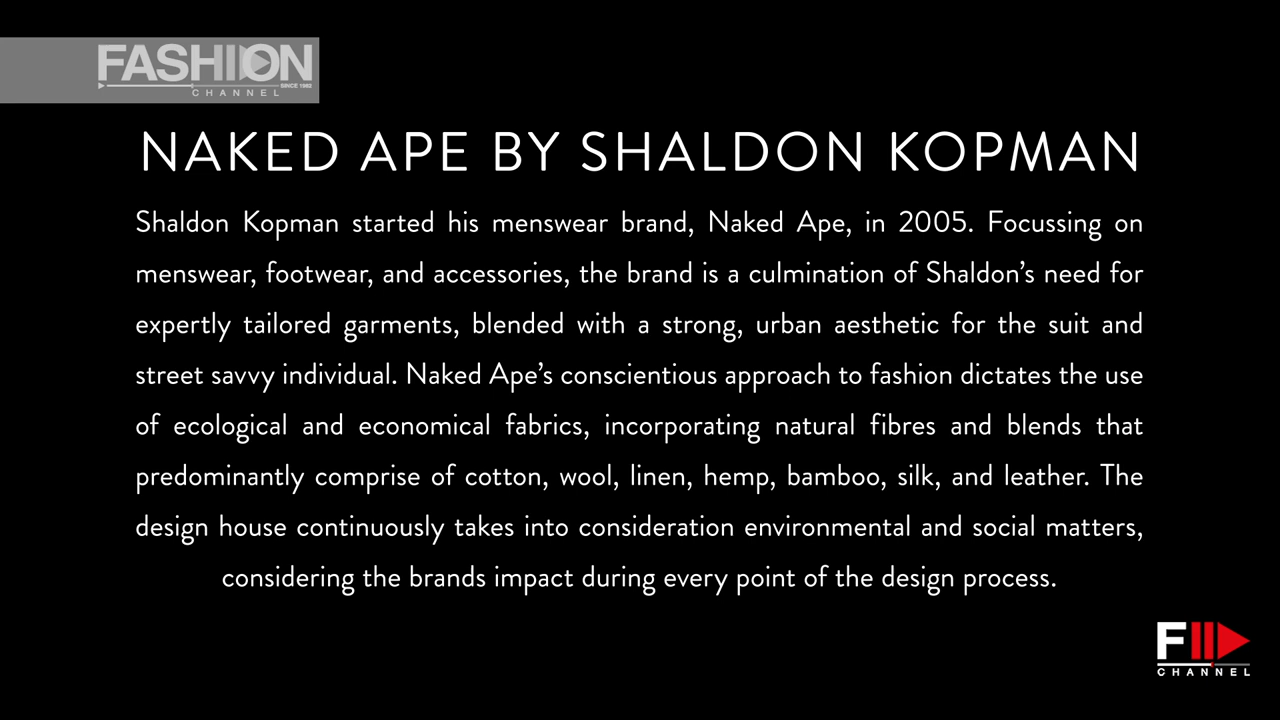 FASHION
SINCE 1982
CHANNEL
NAKED APE BY SHALDON KOPMAN
Shaldon Kopman started his menswear brand, Naked Ape, in 2005. Focussing on
menswear, footwear, and accessories, the brand is a culmination of Shaldon’s need for
expertly tailored garments, blended with a strong, urban aesthetic for the suit and
street savvy individual. Naked Ape’s conscientious approach to fashion dictates the use
of ecological and economical fabrics, incorporating natural fibres and blends that
predominantly comprise of cotton, wool, linen, hemp, bamboo, silk, and leather. The
design house continuously takes into consideration environmental and social matters,
considering the brands impact during every point of the design process.
F
CHANNEL